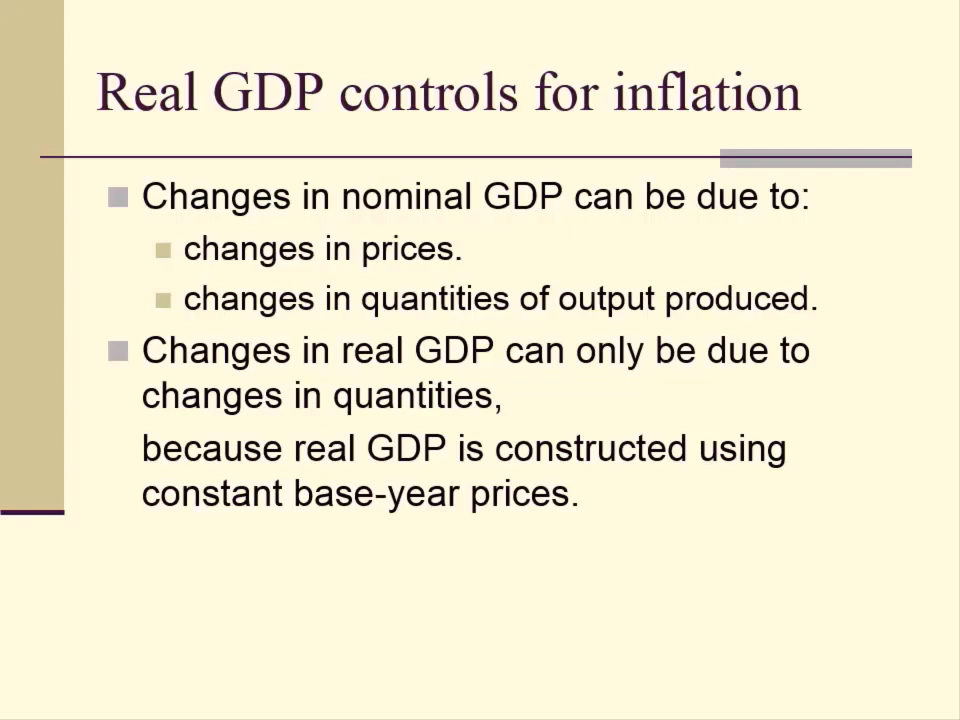 Real GDP controls for inflation
Changes in nominal GDP can be due to:
changes in prices.
changes in quantities of output produced.
Changes in real GDP can only be due to
changes in quantities,
because real GDP is constructed using
constant base-year prices.